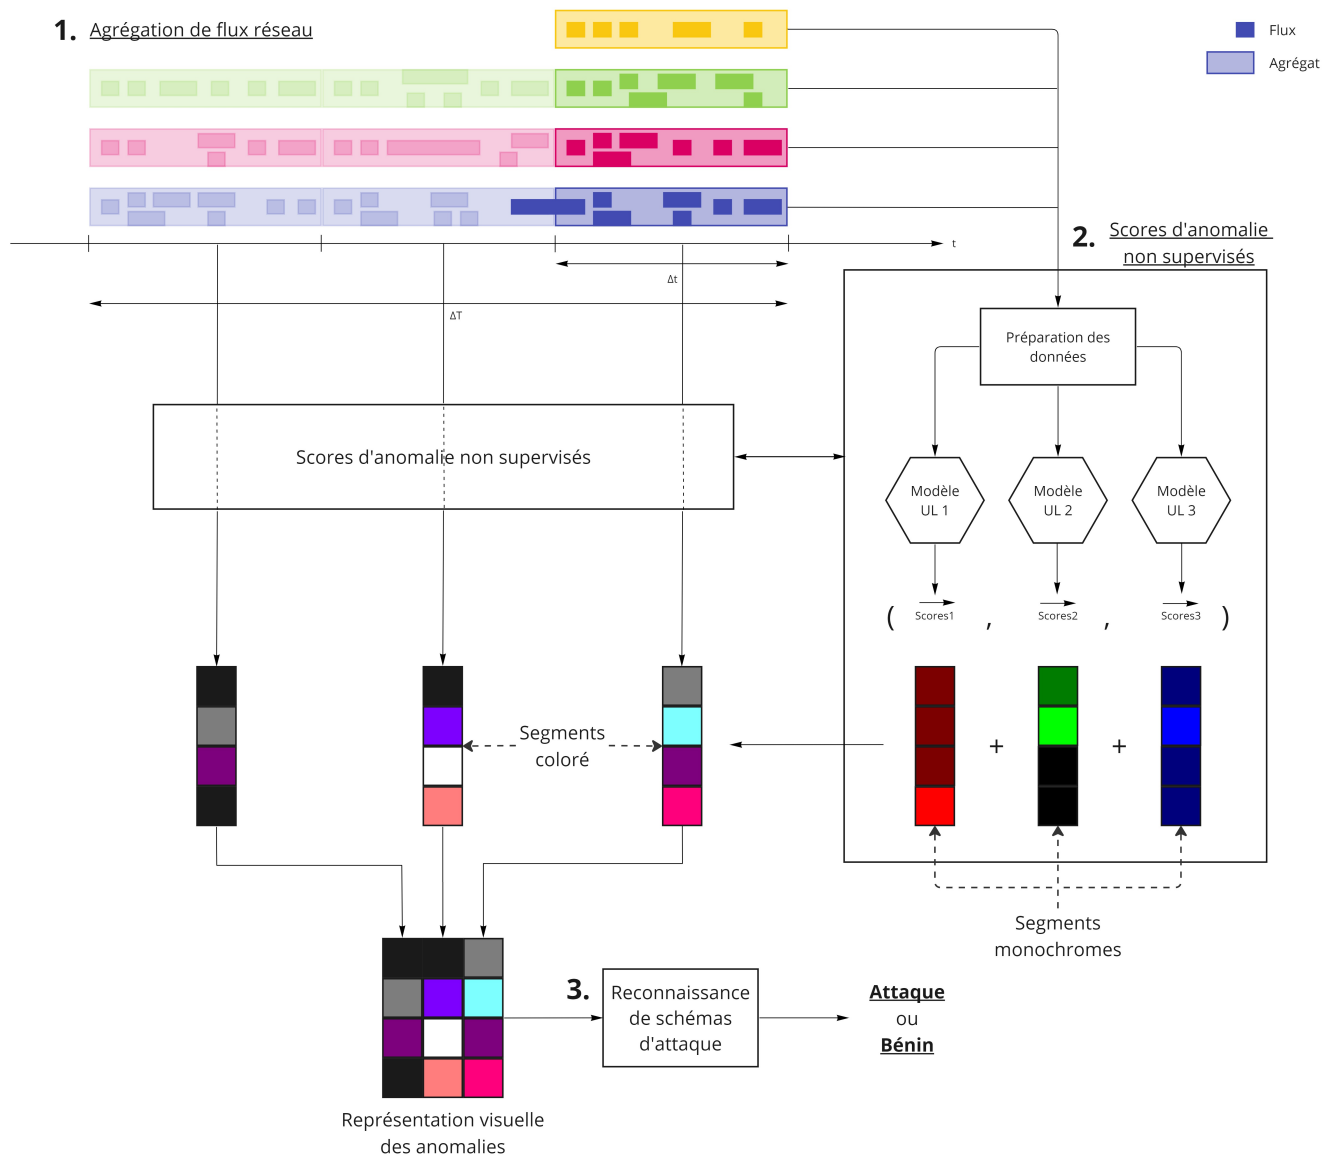 1. Agrégation de flux réseau
Flux
Agrégat
t
Δt
ΔT
2. Scores d'anomalie
non supervisés
Préparation des
données
Scores d'anomalie non supervisés
Modèle
UL 1
Modèle
UL 2
Modèle
UL 3
( Scores1 , Scores2 , Scores3 )
Segments
coloré
+ +
Segments
monochromes
3. Reconnaissance
de schémas
d'attaque
Attaque
ou
Bénin
Représentation visuelle
des anomalies